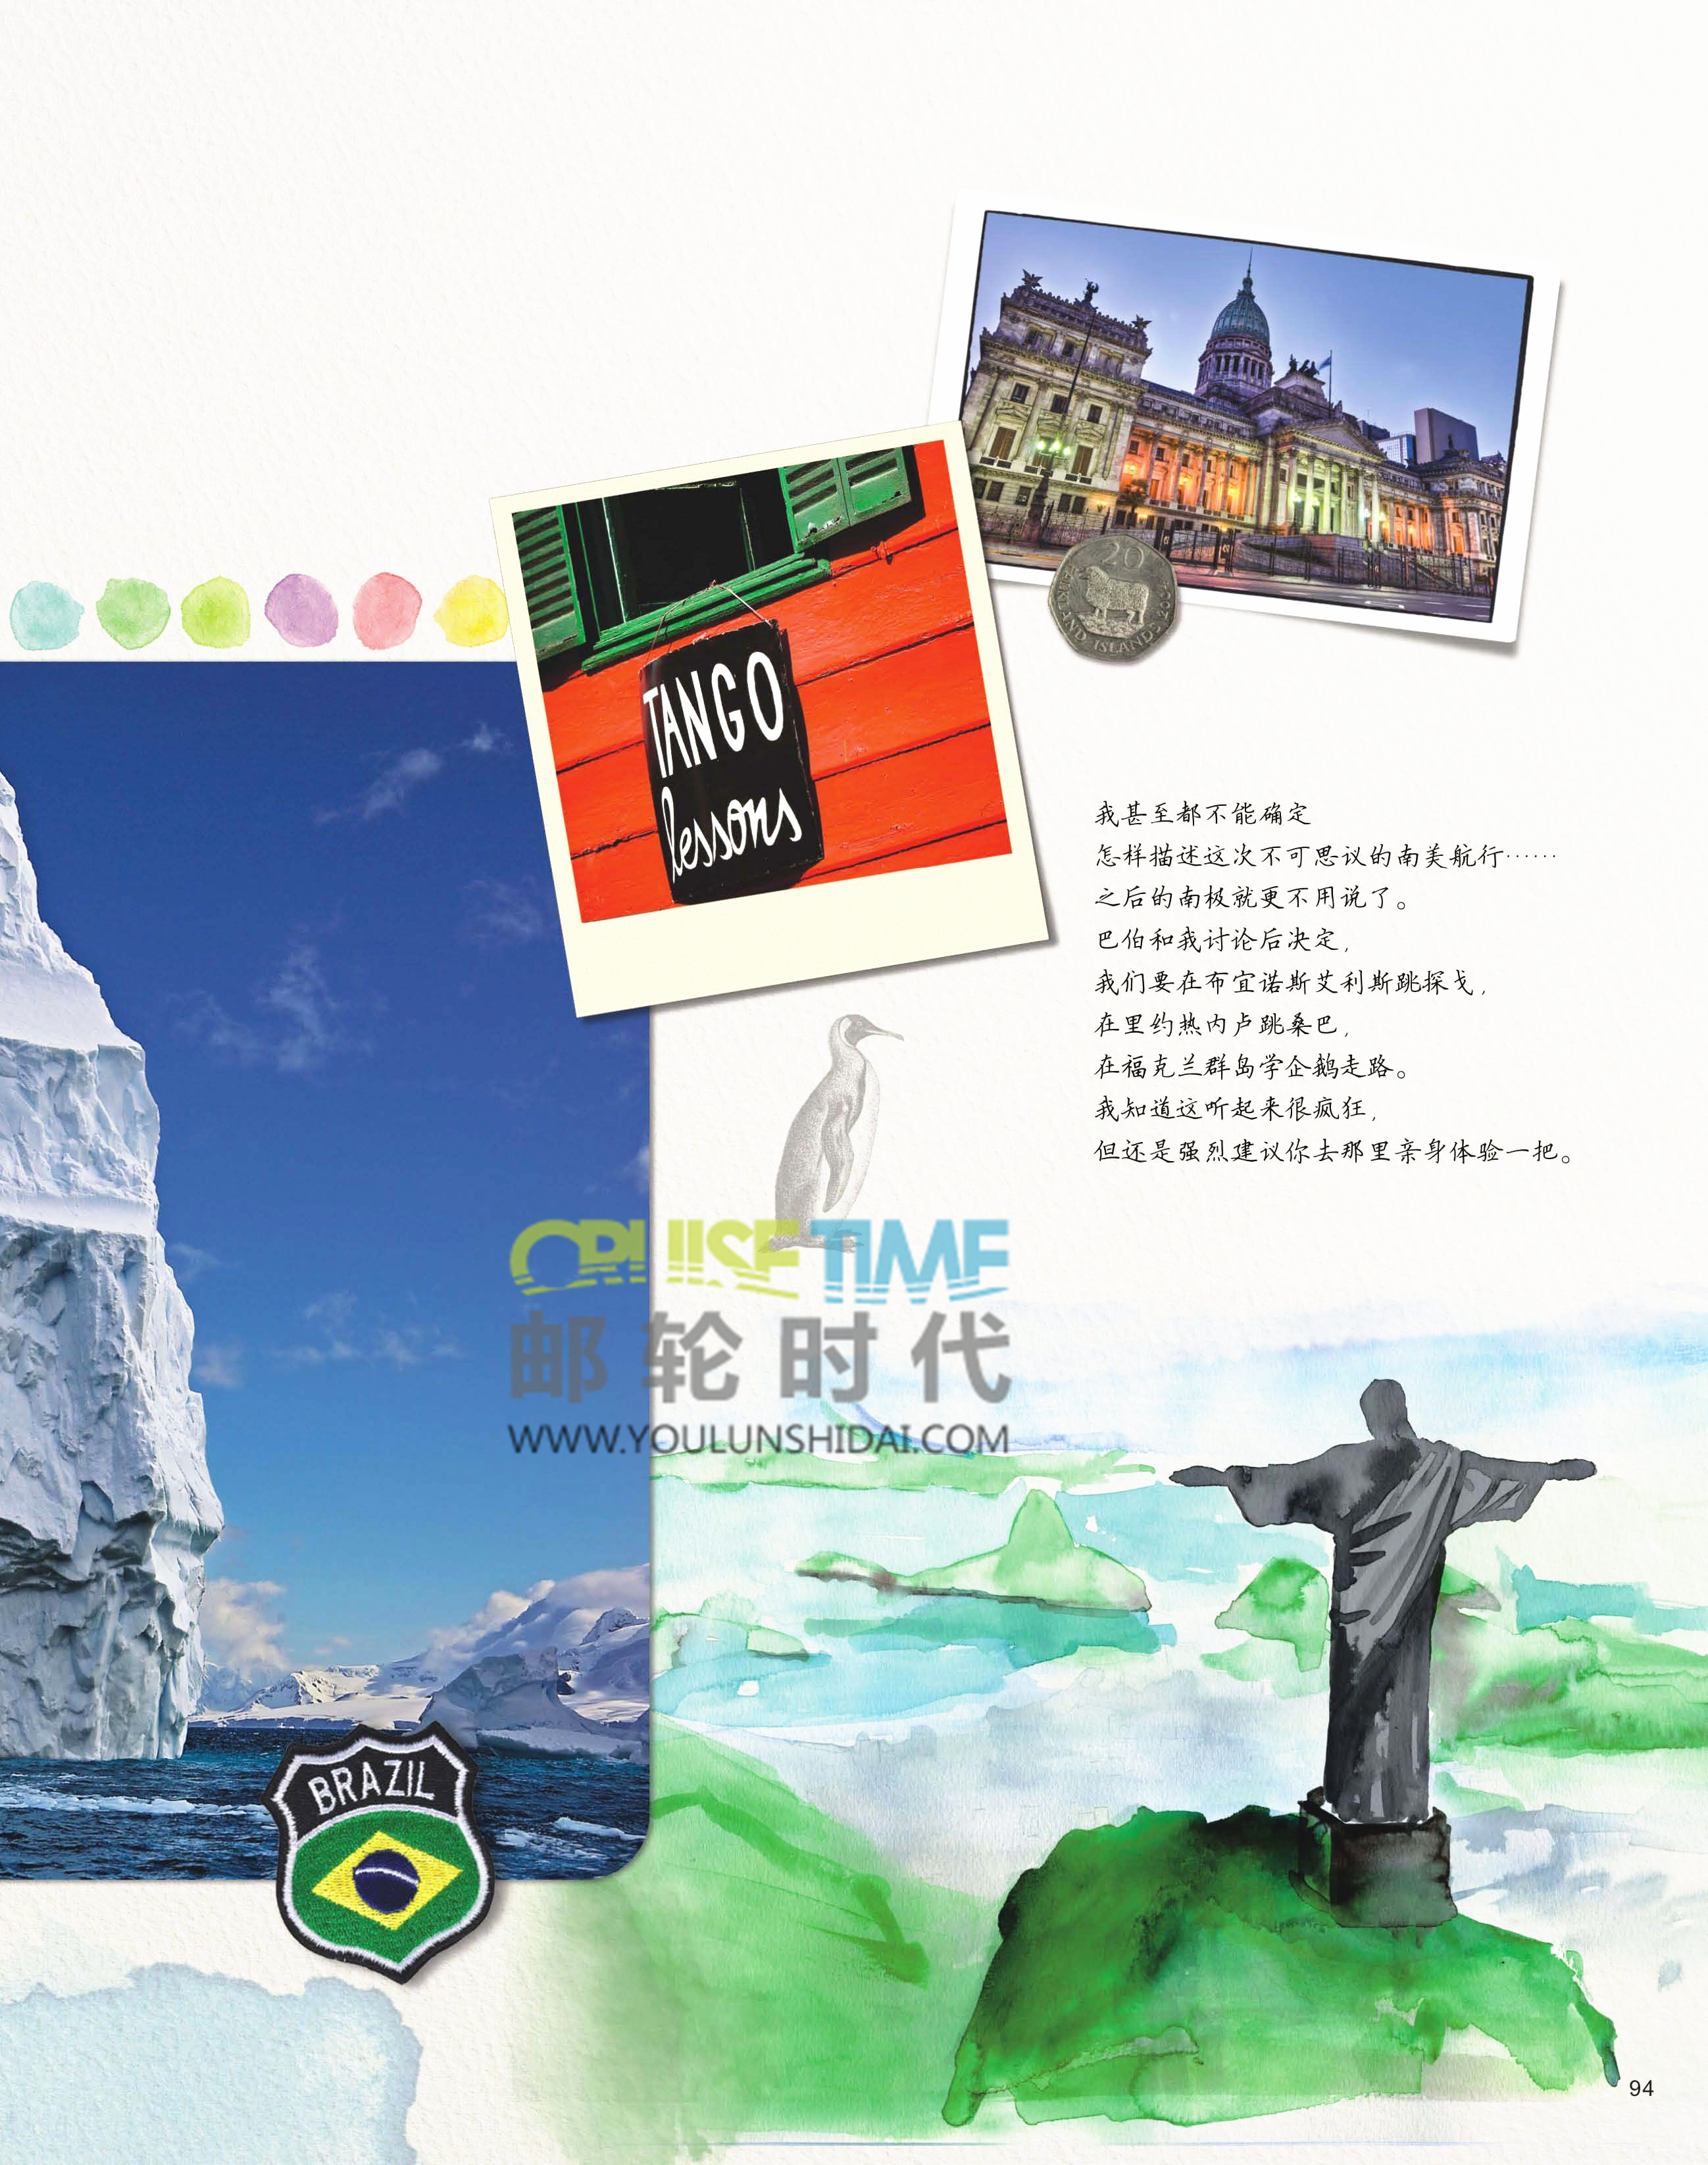 20
ISLANDS
TANGO
lessons
我甚至都不能确定
怎样描述这次不可思议的南美航行……
之后的南极就更不用说了。
巴伯和我讨论后决定，
我们要在布宜诺斯艾利斯跳探戈，
在里约热内卢跳桑巴，
在福克兰群岛学企鹅走路。
我知道这听起来很疯狂，
但还是强烈建议你去那里亲身体验一把。
CRUISE TIME
邮轮时代
WWW.YOULUNSHIDAI.COM
BRAZIL
94